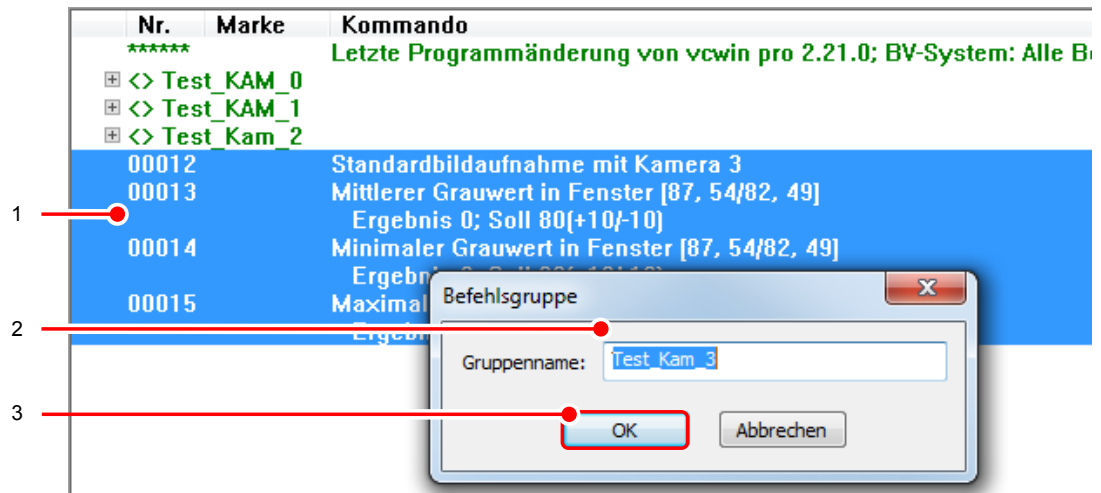 Nr. Marke Kommando
****** Letzte Programmänderung von vcwin pro 2.21.0; BV-System: Alle
<> Test_KAM_0
<> Test_KAM_1
<> Test_Kam_2
00012 Standardbildaufnahme mit Kamera 3
00013 Mittlerer Grauwert in Fenster [87, 54/82, 49]
1
Ergebnis 0; Soll 80(+10/-10)
00014 Minimaler Grauwert in Fenster [87, 54/82, 49]
Befehlsgruppe
00015
2
Gruppenname: Test_Kam_3
3
OK Abbrechen